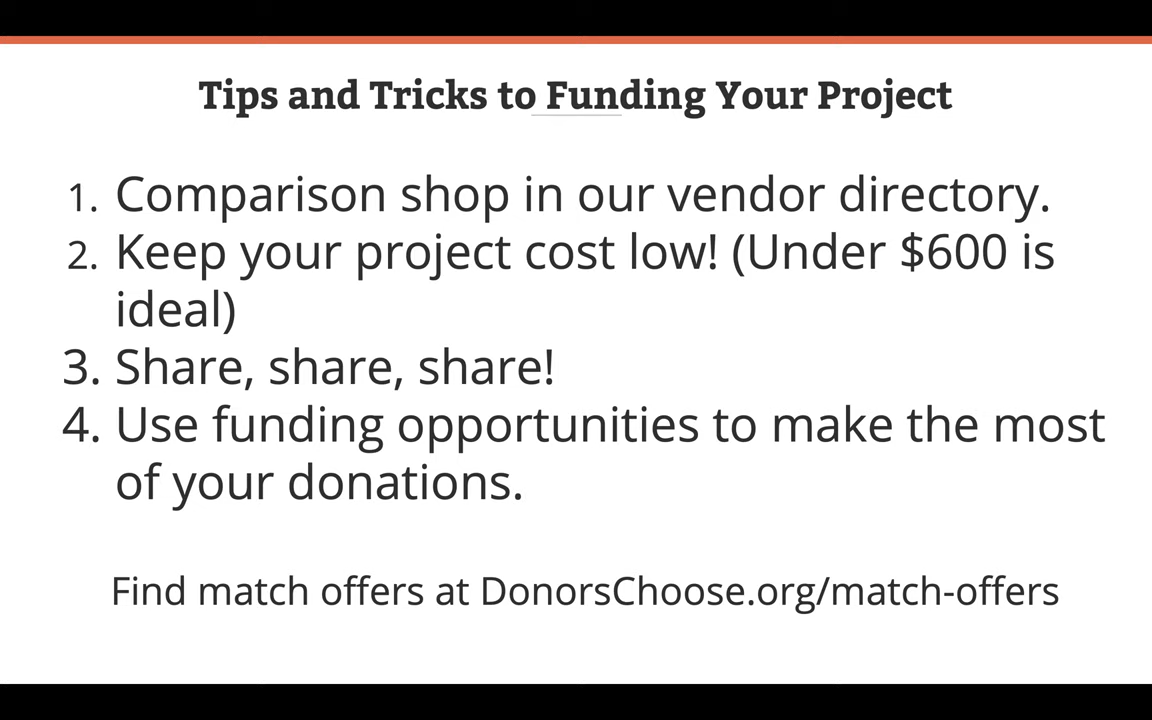 Tips and Tricks to Funding Your Project
1. Comparison shop in our vendor directory.
2. Keep your project cost low! (Under $600 is
ideal)
3. Share, share, share!
4. Use funding opportunities to make the most
of your donations.
Find match offers at DonorsChoose.org/match-offers